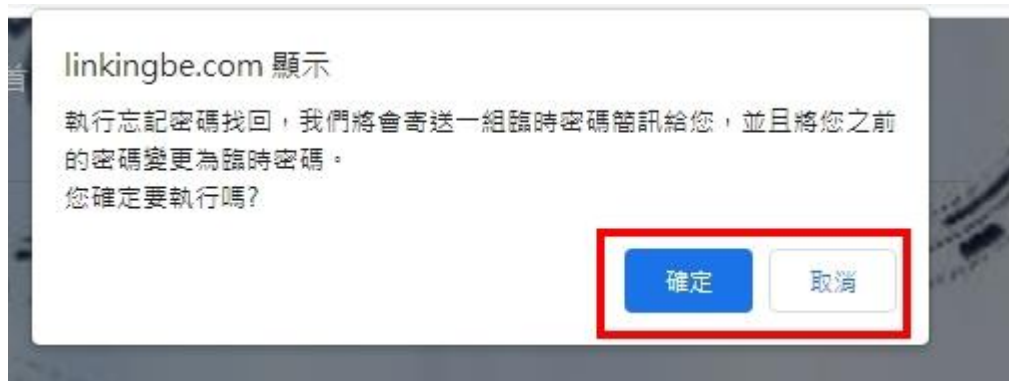 首
linkingbe.com 顯示
執行忘記密碼找回，我們將會寄送一組臨時密碼簡訊給您，並且將您之前
的密碼變更為臨時密碼。
您確定要執行嗎?
確定 取消